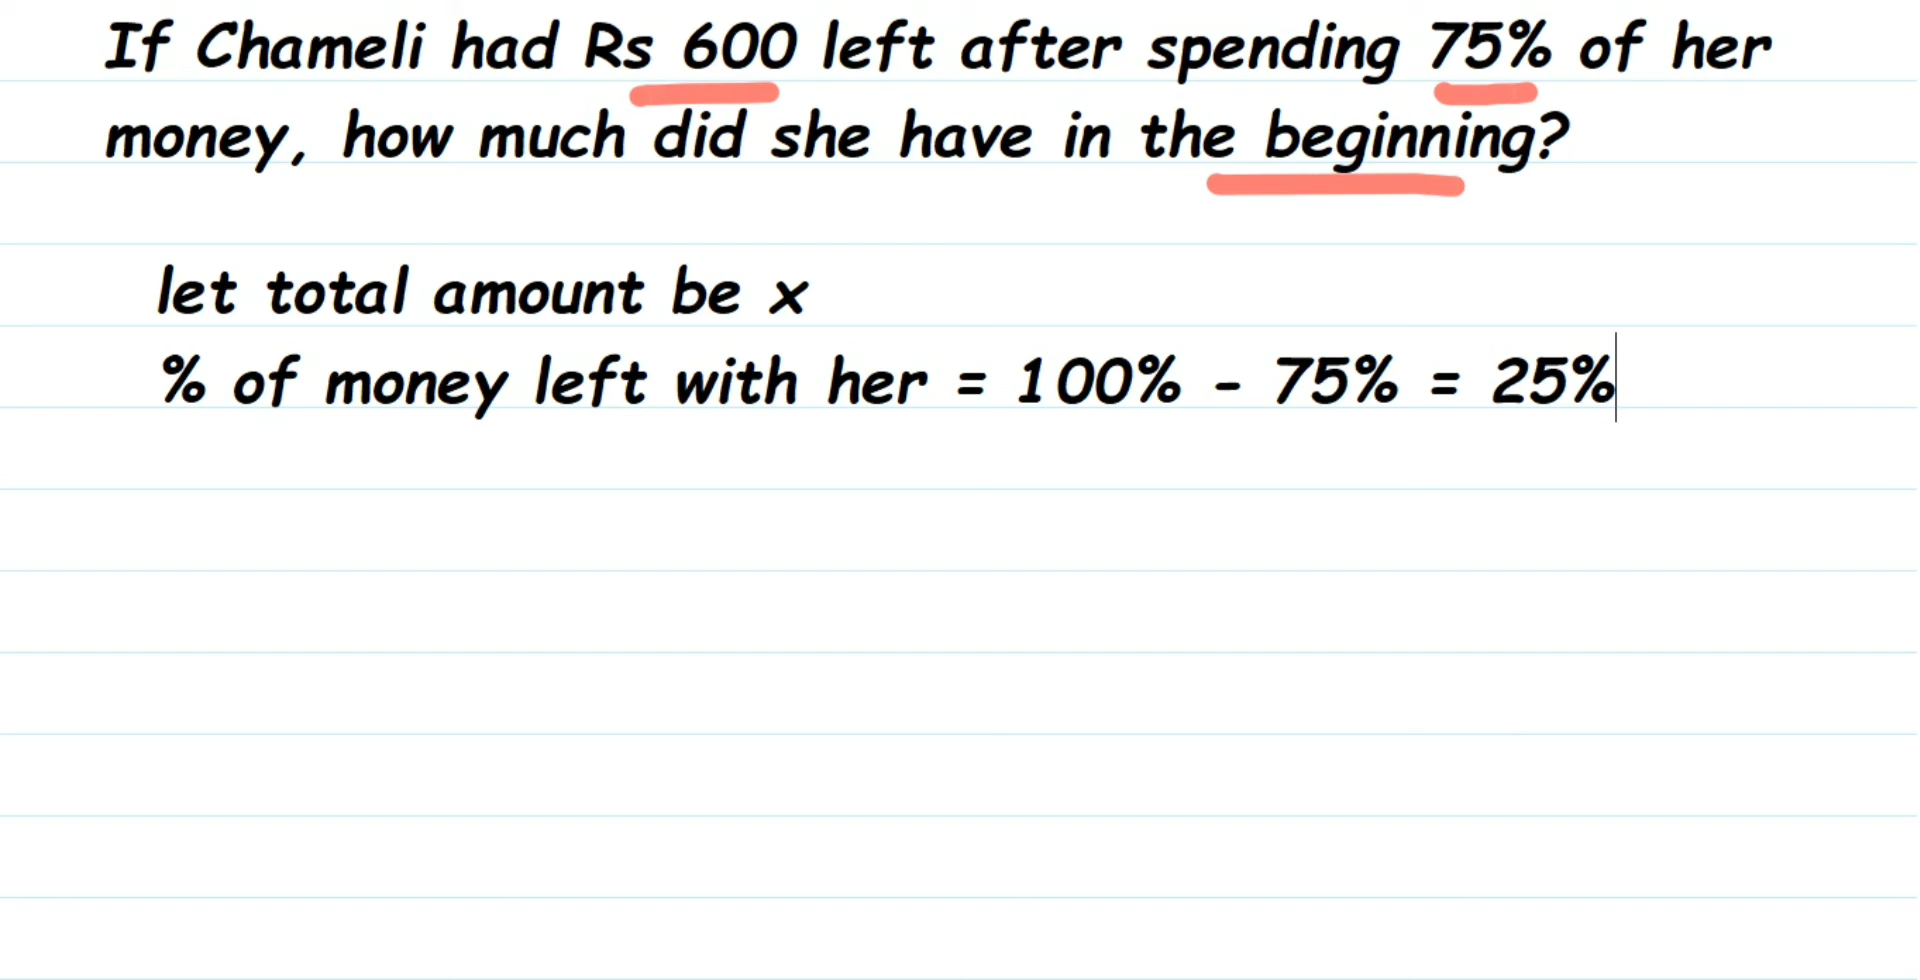 If Chameli had Rs 600 left after spending 75% of her
money, how much did she have in the beginning?
let total amount be x
% of money left with her = 100% - 75% = 25%